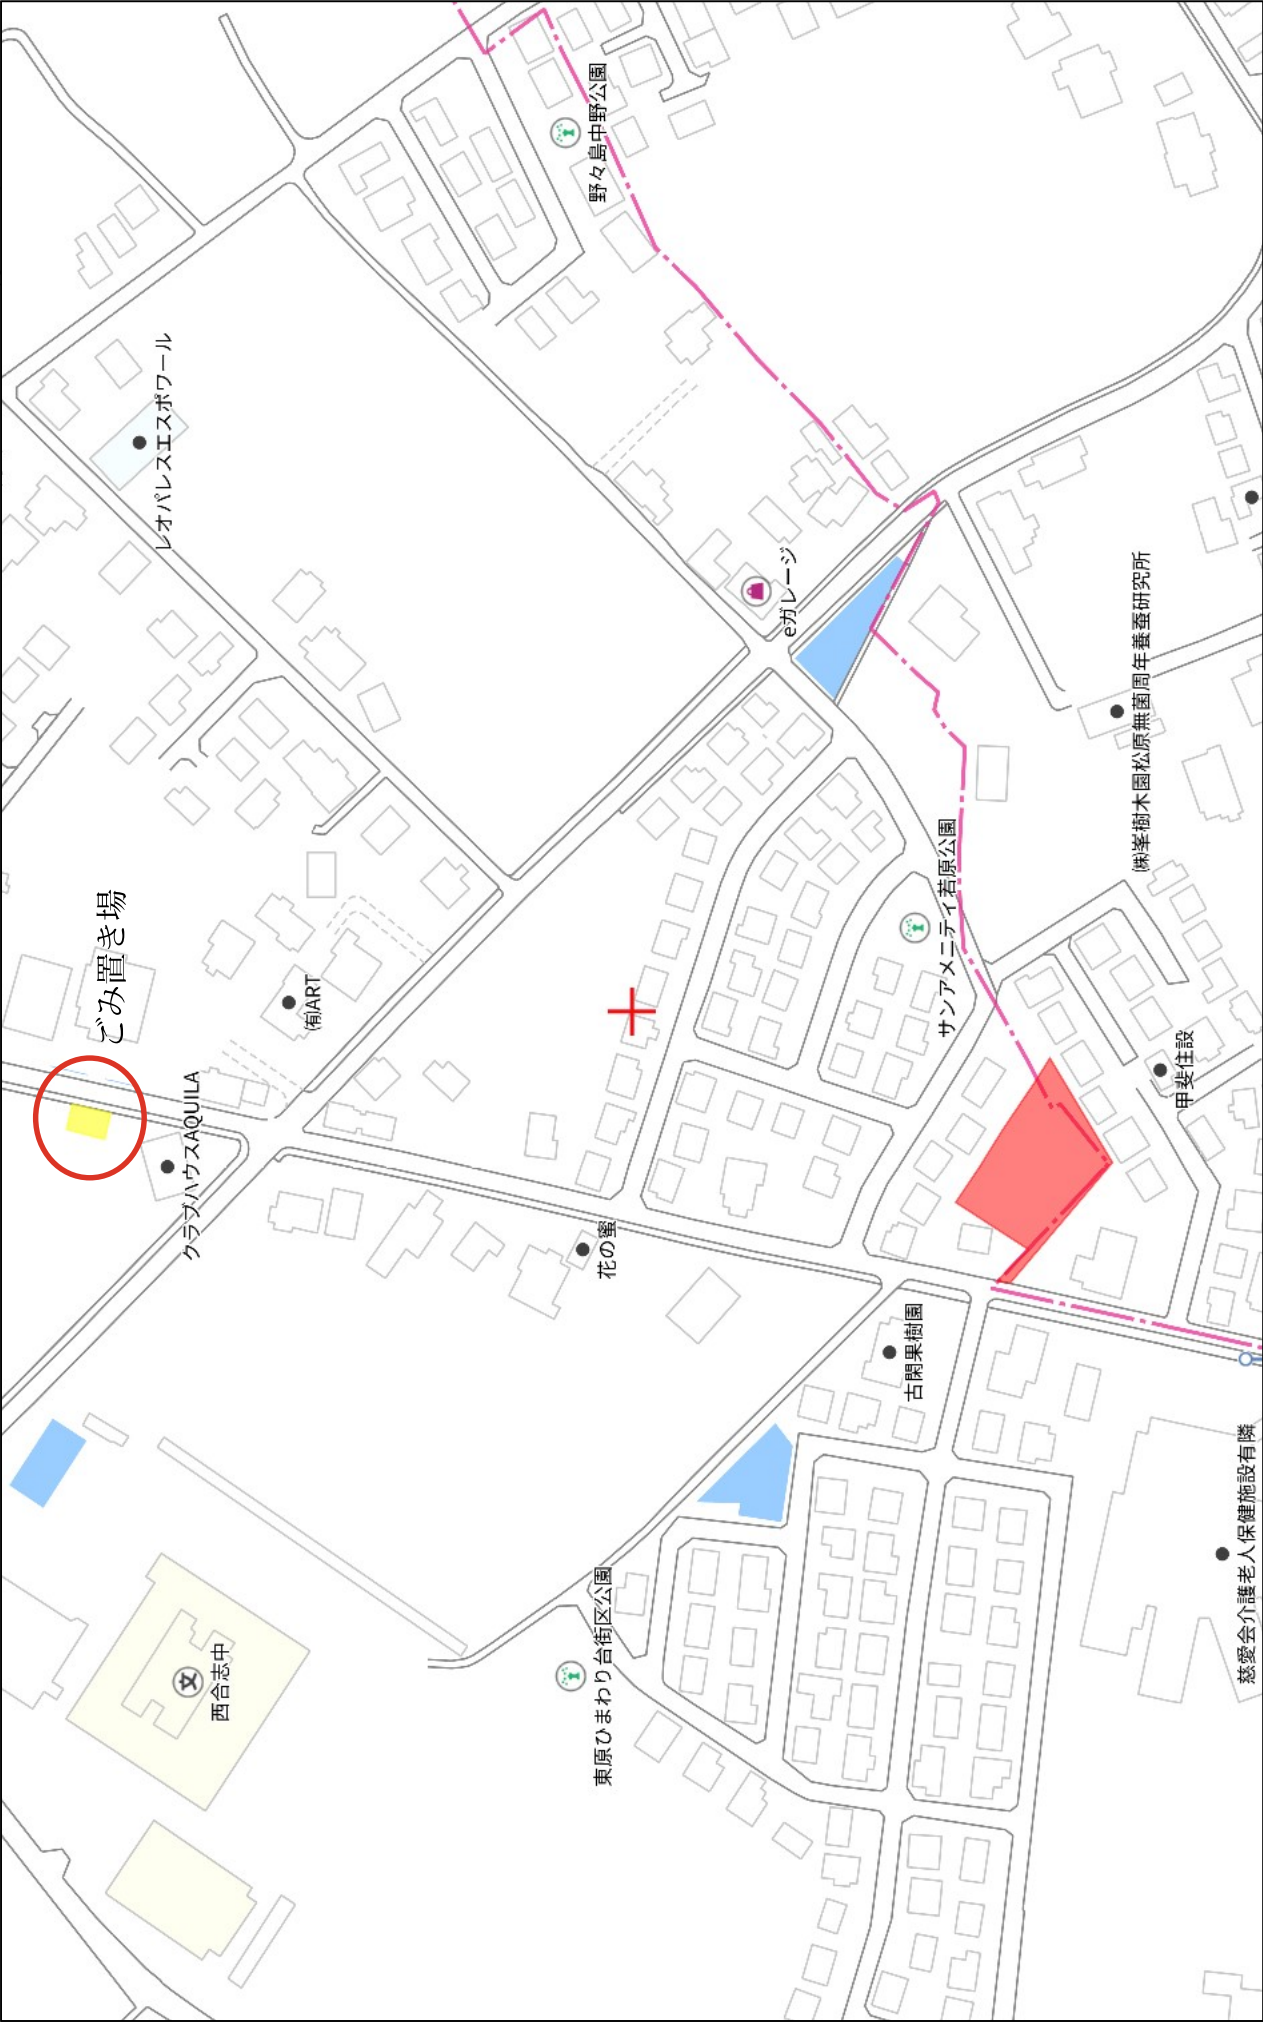 野々島中野公園
レオパレスエスポワール
eガレージ
㈱峯樹木園松原無菌周年養蚕研究所
ごみ置き場
㈲ART
サンアメニティ若原公園
甲斐住設
クラブハウスAQUILA
花の蜜
古閑果樹園
慈愛会介護老人保健施設有隣
東原ひまわり台街区公園
文
西合志中